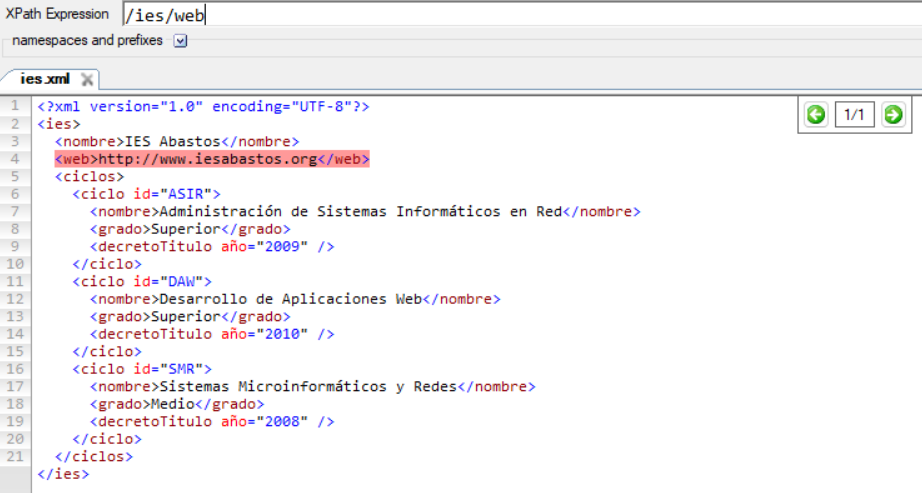 XPath Expression /ies/web
namespaces and prefixes
ies.xml
1/1
1 <?xml version="1.0" encoding="UTF-8"?>
2 <ies>
3 <nombre>IES Abastos</nombre>
4 <web>http://www.iesabastos.org</web>
5 <ciclos>
6 <ciclo id="ASIR">
7 <nombre>Administración de Sistemas Informáticos en Red</nombre>
8 <grado>Superior</grado>
9 <decretoTitulo año="2009" />
10 </ciclo>
11 <ciclo id="DAW">
12 <nombre>Desarrollo de Aplicaciones Web</nombre>
13 <grado>Superior</grado>
14 <decretoTitulo año="2010" />
15 </ciclo>
16 <ciclo id="SMR">
17 <nombre>Sistemas Microinformáticos y Redes</nombre>
18 <grado>Medio</grado>
19 <decretoTitulo año="2008" />
20 </ciclo>
21 </ciclos>
</ies>